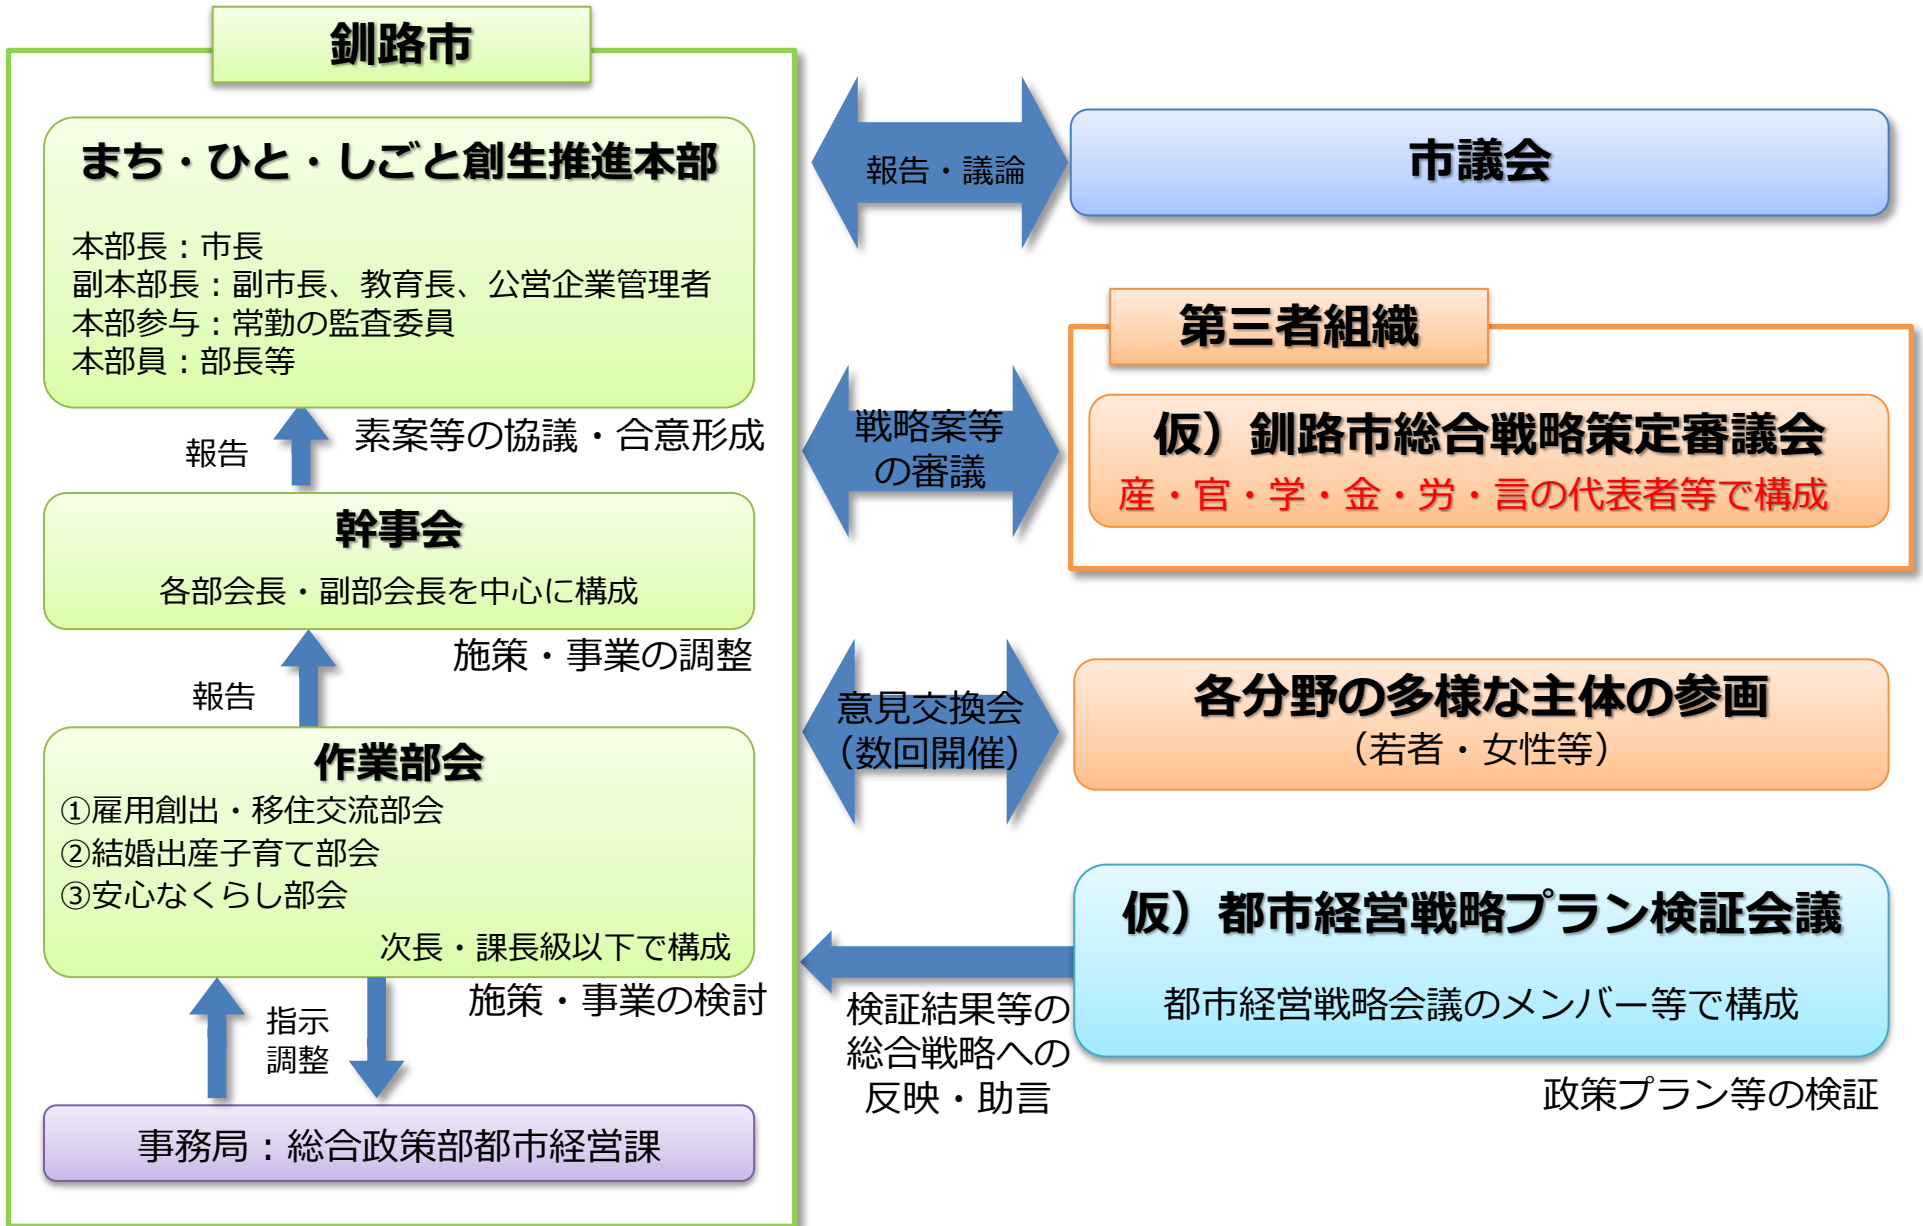 釧路市
まち・ひと・しごと創生推進本部
本部長：市長
副本部長：副市長、教育長、公営企業管理者
本部参与：常勤の監査委員
本部員：部長等
報告
素案等の協議・合意形成
幹事会
各部会長・副部会長を中心に構成
施策・事業の調整
報告
作業部会
①雇用創出・移住交流部会
②結婚出産子育て部会
③安心なくらし部会
次長・課長級以下で構成
施策・事業の検討
指示
調整
事務局：総合政策部都市経営課
報告・議論
市議会
第三者組織
戦略案等
の審議
仮）釧路市総合戦略策定審議会
産・官・学・金・労・言の代表者等で構成
意見交換会
（数回開催）
各分野の多様な主体の参画
（若者・女性等）
仮）都市経営戦略プラン検証会議
都市経営戦略会議のメンバー等で構成
検証結果等の
総合戦略への
反映・助言
政策プラン等の検証